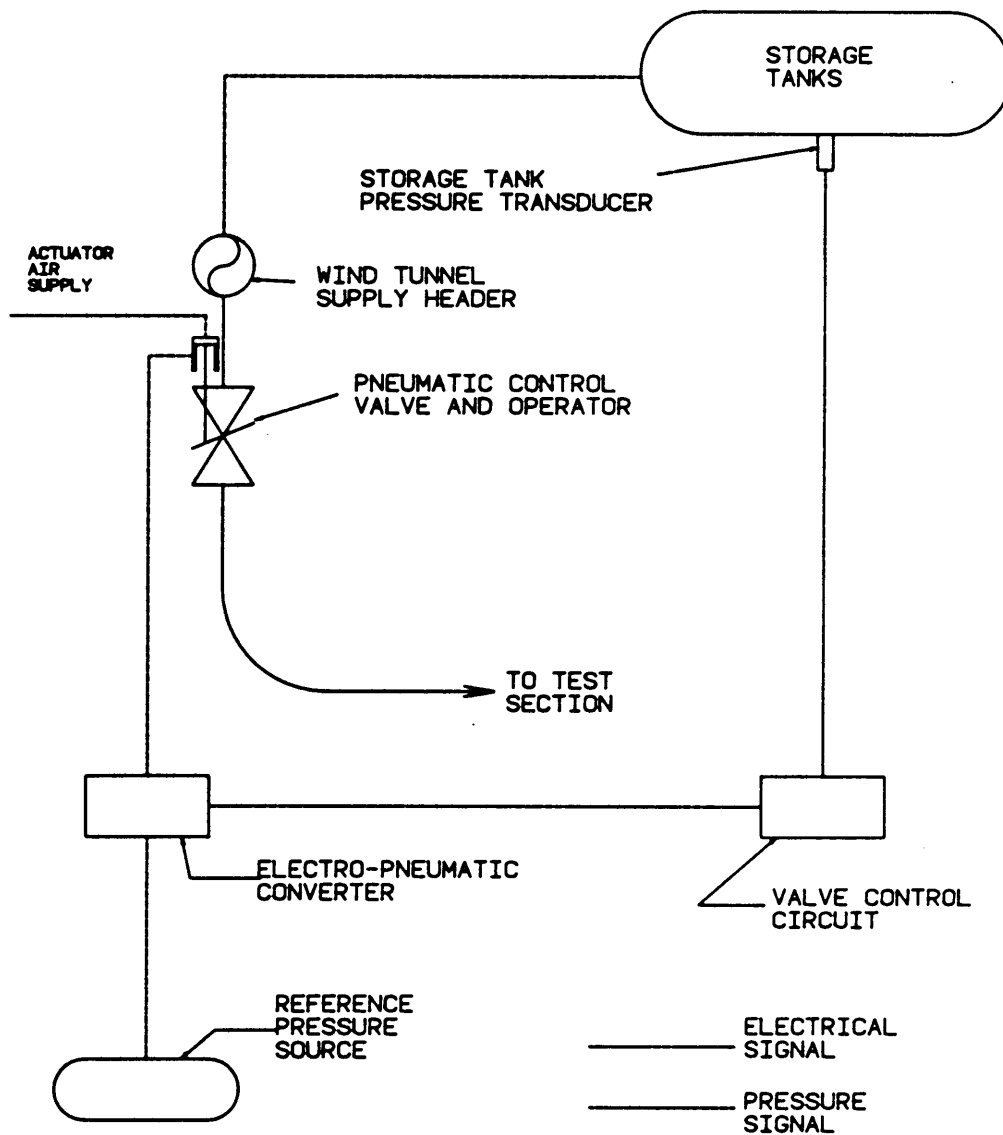 STORAGE
TANKS
STORAGE TANK
PRESSURE TRANSDUCER
ACTUATOR
AIR
SUPPLY
WIND TUNNEL
SUPPLY HEADER
PNEUMATIC CONTROL
VALVE AND OPERATOR
TO TEST
SECTION
ELECTRO-PNEUMATIC
CONVERTER
VALVE CONTROL
CIRCUIT
REFERENCE
PRESSURE
SOURCE
ELECTRICAL
SIGNAL
PRESSURE
SIGNAL